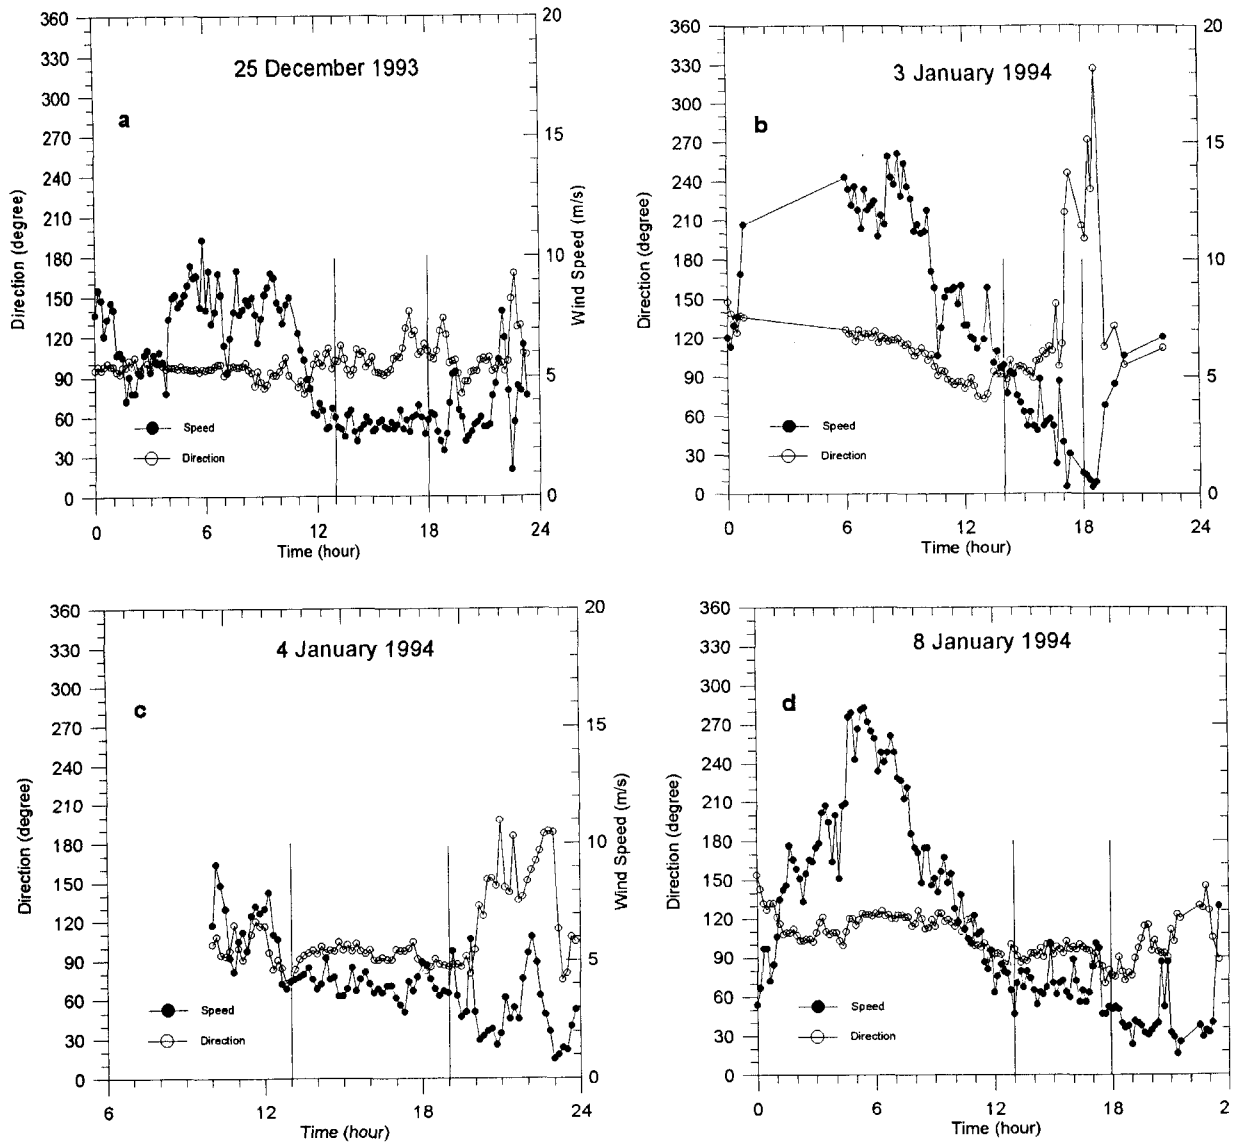 25 December 1993
a
360
330
300
270
240
210
180
150
120
90
60
30
0
Direction (degree)
20
15
10
5
0
Wind Speed (m/s)
Speed
Direction
0 6 12 18 24
Time (hour)
3 January 1994
b
360
330
300
270
240
210
180
150
120
90
60
30
0
Direction (degree)
20
15
10
5
0
Speed
Direction
0 6 12 18 24
Time (hour)
4 January 1994
c
360
330
300
270
240
210
180
150
120
90
60
30
0
Direction (degree)
20
15
10
5
0
Wind Speed (m/s)
Speed
Direction
6 12 18 24
Time (hour)
8 January 1994
d
360
330
300
270
240
210
180
150
120
90
60
30
0
Direction (degree)
Speed
Direction
0 6 12 18 2
Time (hour)